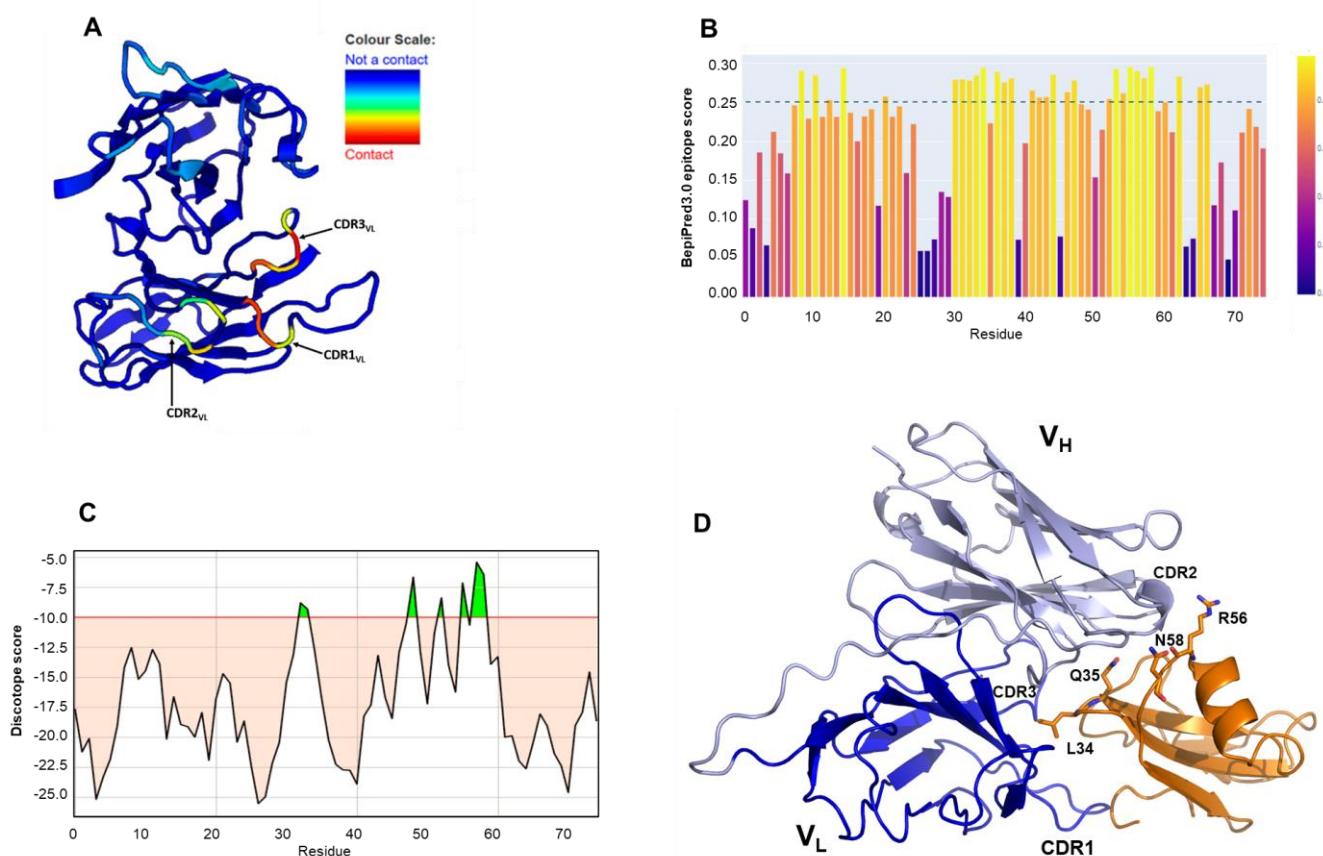 A
Colour Scale:
Not a contact
Contact
CDR3VL
CDR1VL
CDR2VL
B
BepiPred3.0 epitope score
0.30
0.25
0.20
0.15
0.10
0.05
0.00
0 10 20 30 40 50 60 70
Residue
C
Discotope score
-5.0
-7.5
-10.0
-12.5
-15.0
-17.5
-20.0
-22.5
-25.0
0 10 20 30 40 50 60 70
Residue
D
VH
CDR2
R56
N58
Q35
CDR3
L34
VL
CDR1